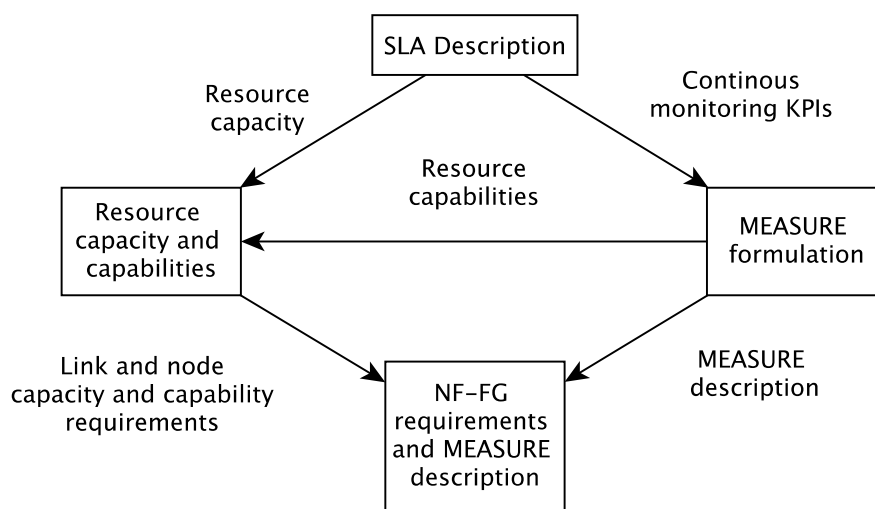 SLA Description
Resource
capacity
Continous
monitoring KPIs
Resource
capabilities
Resource
capacity and
capabilities
MEASURE
formulation
Link and node
capacity and capability
requirements
MEASURE
description
NF-FG
requirements
and MEASURE
description